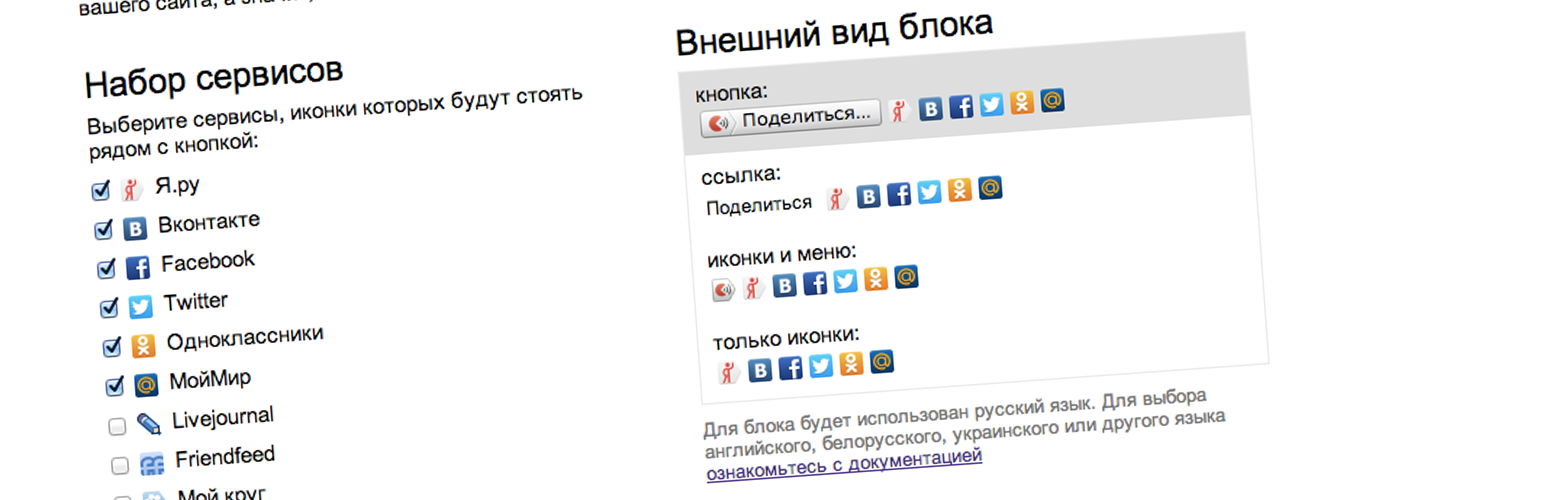 вашего сайта, а
Набор сервисов
Выберите сервисы, иконки которых будут стоять
рядом с кнопкой:
Я.ру
Вконтакте
Facebook
Twitter
Одноклассники
МойМир
Livejournal
Friendfeed
Мой круг
Внешний вид блока
кнопка:
Поделиться...
ссылка:
Поделиться
иконки и меню:
только иконки:
Для блока будет использован русский язык. Для выбора
английского, белорусского, украинского или другого языка
ознакомьтесь с документацией